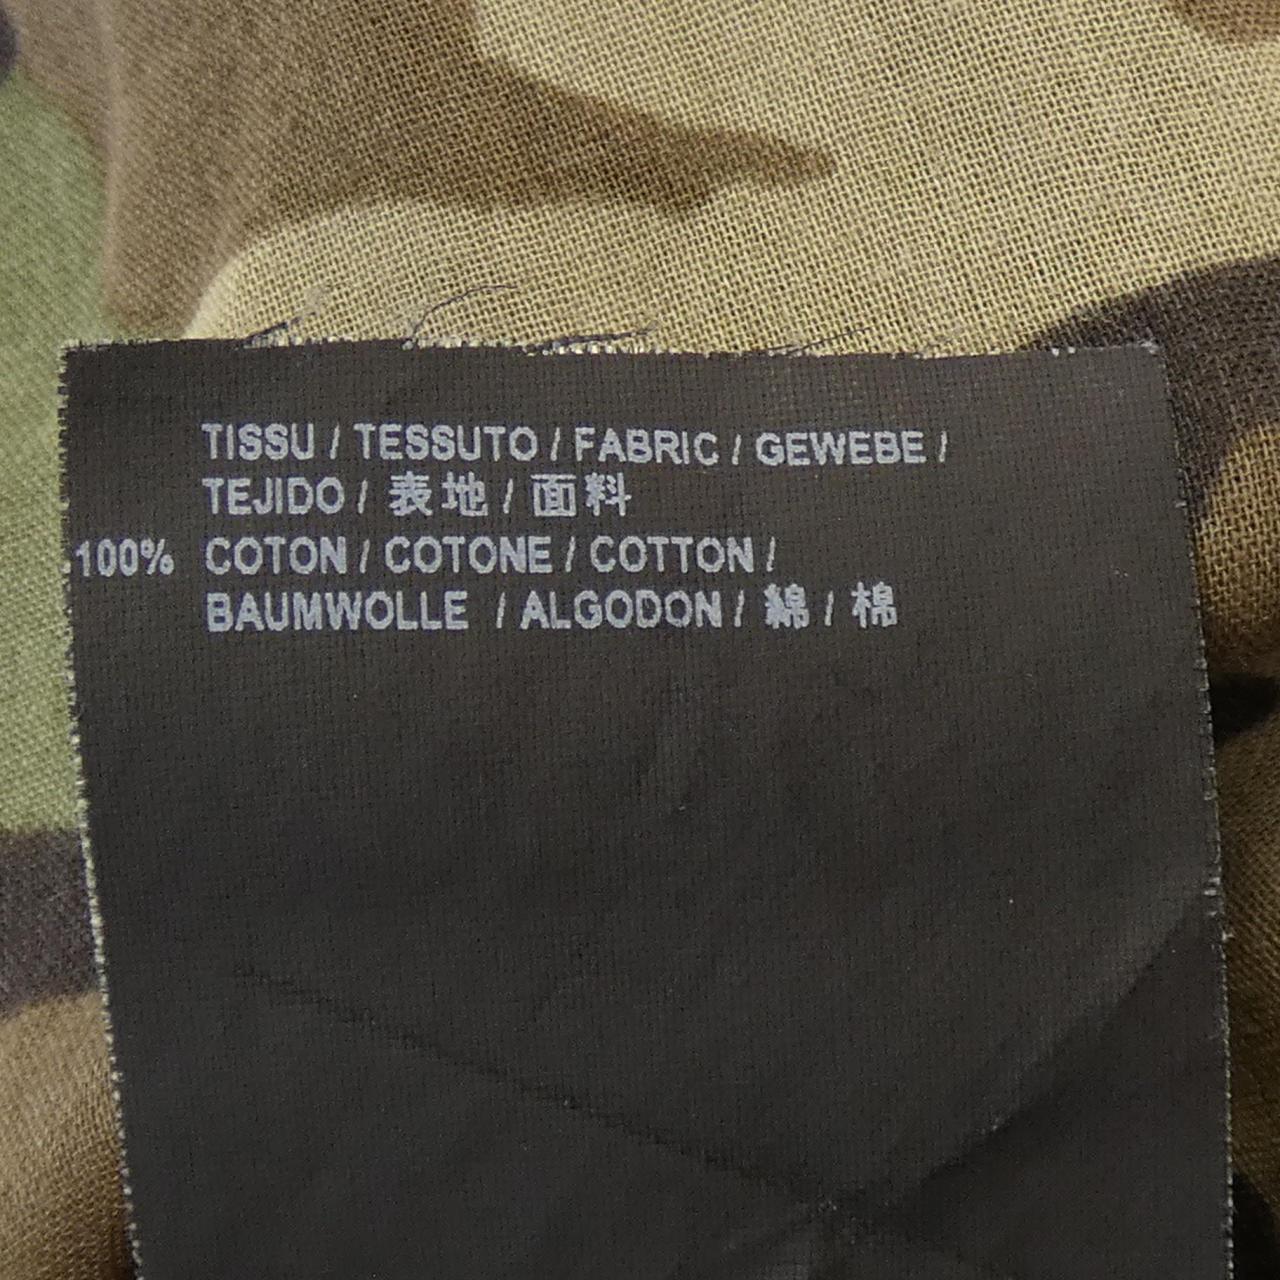 TISSU / TESSUTO / FABRIC / GEWEBE /
TEJIDO / 表地 / 面料
100% COTON / COTONE / COTTON /
BAUMWOLLE / ALGODON / 綿 / 棉